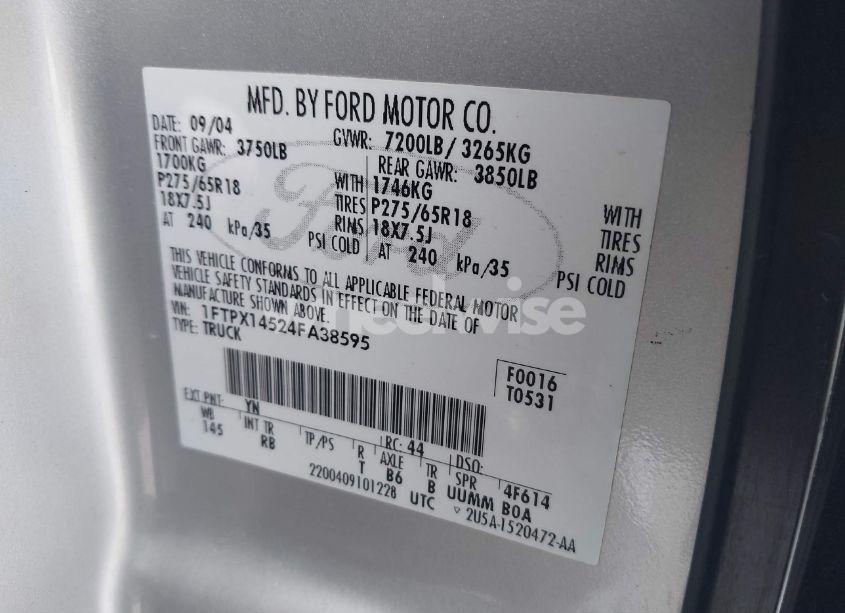 MFD. BY FORD MOTOR CO.
DATE: 09/04 GVWR: 7200LB / 3265KG
FRONT GAWR: 3750LB REAR GAWR: 3850LB
1700KG WITH 1746KG WITH
P275/65R18 TIRES P275/65R18 TIRES
18X7.5J RIMS 18X7.5J RIMS
AT 240 kPa/35 PSI COLD AT 240 kPa/35 PSI COLD
THIS VEHICLE CONFORMS TO ALL APPLICABLE FEDERAL MOTOR
VEHICLE SAFETY STANDARDS IN EFFECT ON THE DATE OF
MANUFACTURE SHOWN ABOVE.
VIN: 1FTPX14524FA38595
TYPE: TRUCK
F0016
T0531
EXT PNT: YN RC: 44 DSO:
WB INT TR TP/PS R AXLE TR SPR 4F614
145 RB T B6 B UUMM BOA
2200409101228 UTC ▽ 2U5A-1520472-AA
Ford